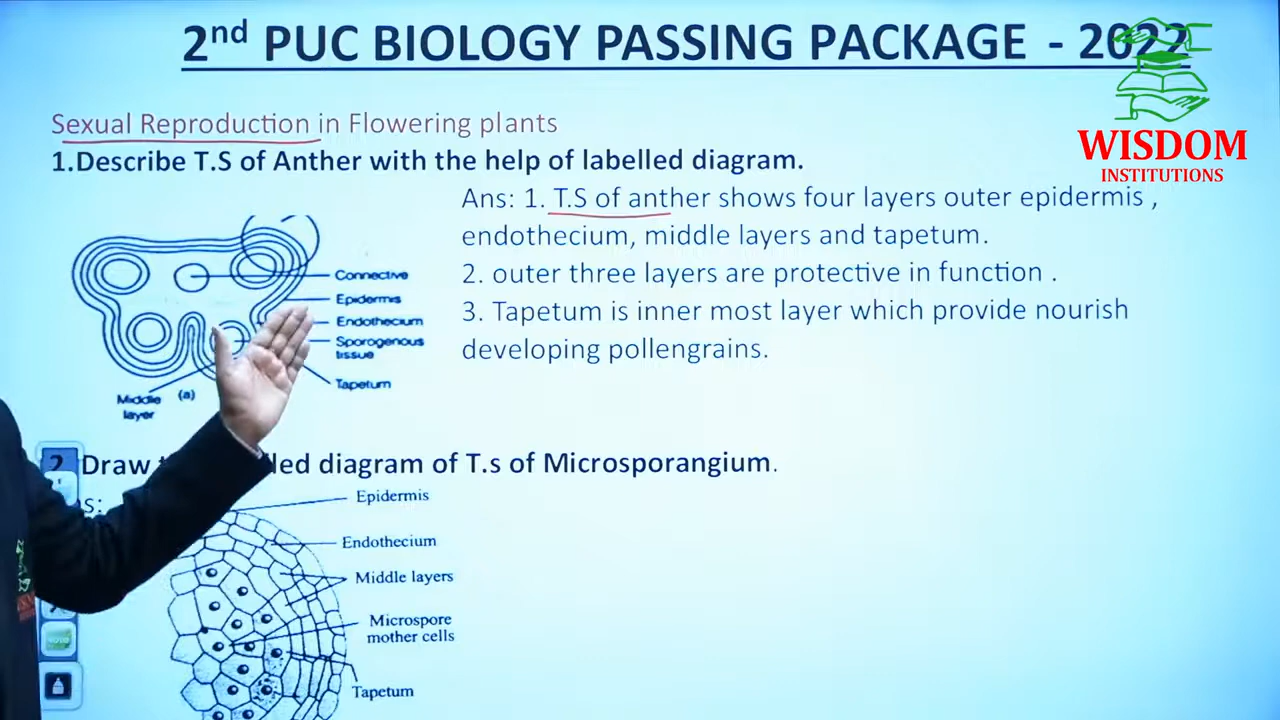 2nd PUC BIOLOGY PASSING PACKAGE - 2022
WISDOM
INSTITUTIONS
Sexual Reproduction in Flowering plants
1.Describe T.S of Anther with the help of labelled diagram.
Ans: 1. T.S of anther shows four layers outer epidermis ,
endothecium, middle layers and tapetum.
2. outer three layers are protective in function .
3. Tapetum is inner most layer which provide nourish
developing pollengrains.
Connective
Epidermis
Endothecium
Sporogenous
tissue
Tapetum
Middle
layer
(a)
2 Draw diagram of T.s of Microsporangium.
Epidermis
Endothecium
Middle layers
Microspore
mother cells
Tapetum